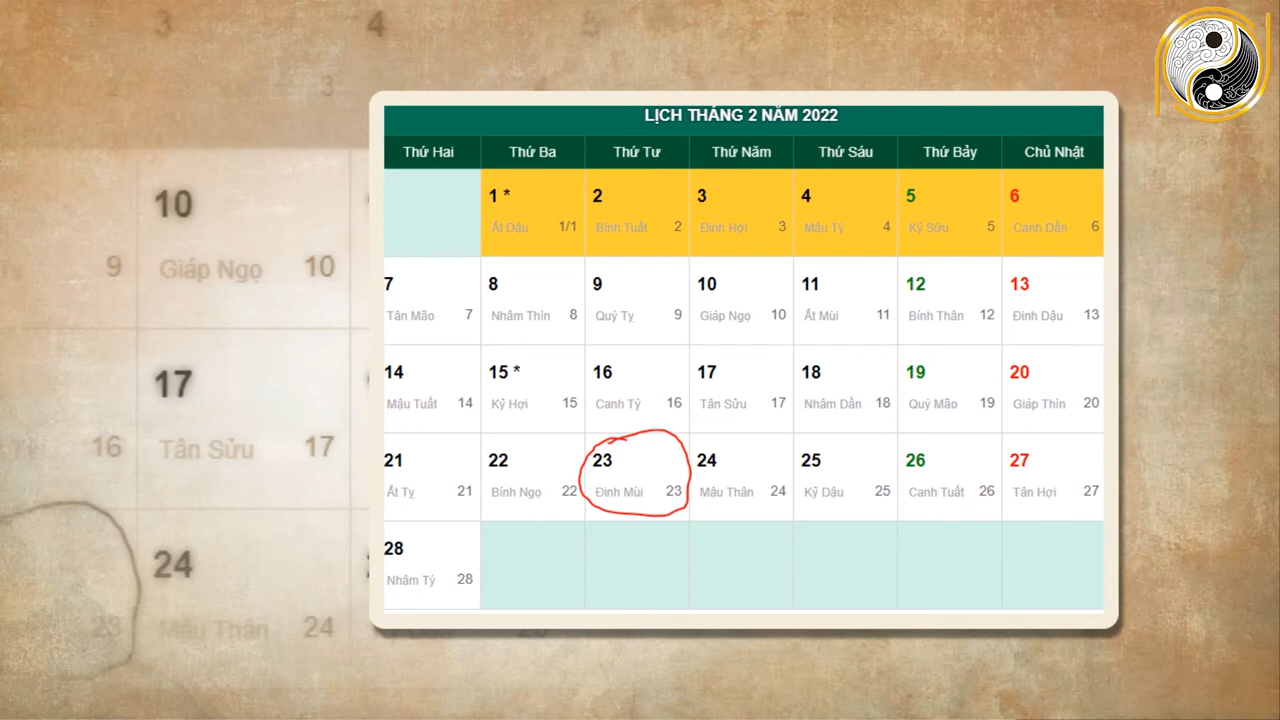 3 4 5
3
LỊCH THÁNG 2 NĂM 2022
Thứ Hai Thứ Ba Thứ Tư Thứ Năm Thứ Sáu Thứ Bảy Chủ Nhật
1 * 2 3 4 5 6
Ất Dậu 1/1 Bính Tuất 2 Đinh Hợi 3 Mậu Tý 4 Kỷ Sửu 5 Canh Dần 6
10
9 Giáp Ngọ 10
7 8 9 10 11 12 13
Tân Mão 7 Nhâm Thìn 8 Quý Tỵ 9 Giáp Ngọ 10 Ất Mùi 11 Bính Thân 12 Đinh Dậu 13
17
16 Tân Sửu 17
14 15 * 16 17 18 19 20
Mậu Tuất 14 Kỷ Hợi 15 Canh Tý 16 Tân Sửu 17 Nhâm Dần 18 Quý Mão 19 Giáp Thìn 20
21 22 23 24 25 26 27
Ất Tỵ 21 Bính Ngọ 22 Đinh Mùi 23 Mậu Thân 24 Kỷ Dậu 25 Canh Tuất 26 Tân Hợi 27
24
23 Mậu Thân 24
28
Nhâm Tý 28